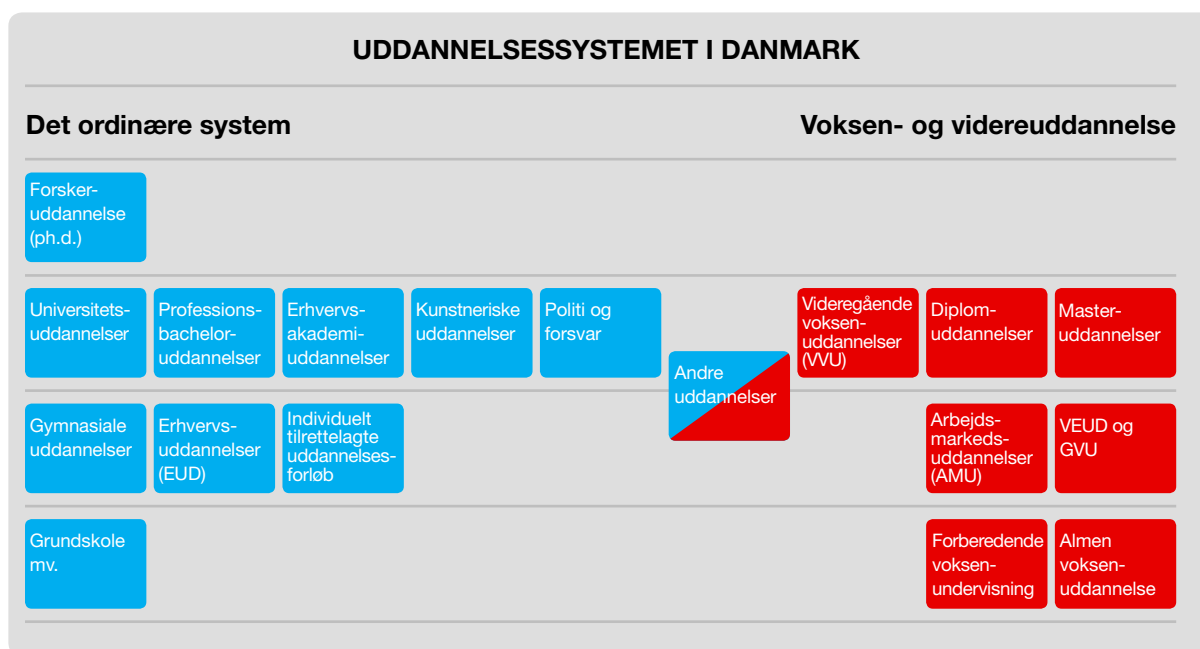 UDDANNELSESSYSTEMET I DANMARK
Det ordinære system
Voksen- og videreuddannelse
Forsker-
uddannelse
(ph.d.)
Universitets-
uddannelser
Professions-
bachelor-
uddannelser
Erhvervs-
akademi-
uddannelser
Kunstneriske
uddannelser
Politi og
forsvar
Andre
uddannelser
Videregående
voksen-
uddannelser
(VVU)
Diplom-
uddannelser
Master-
uddannelser
Gymnasiale
uddannelser
Erhvervs-
uddannelser
(EUD)
Individuelt
tilrettelagte
uddannelses-
forløb
Arbejds-
markeds-
uddannelser
(AMU)
VEUD og
GVU
Grundskole
mv.
Forberedende
voksen-
undervisning
Almen
voksen-
uddannelse